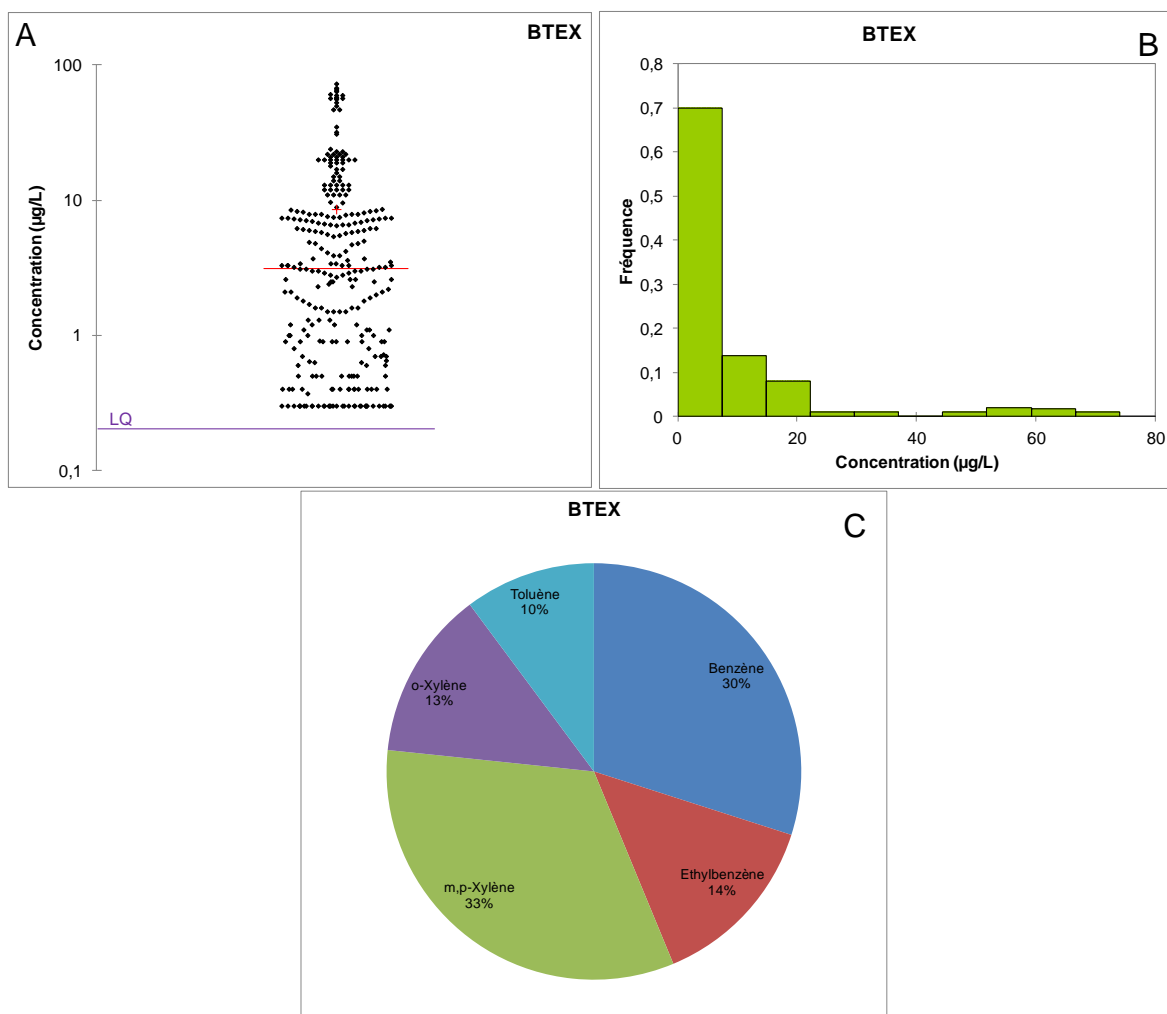 A
BTEX
100
10
1
0,1
Concentration (µg/L)
LQ
BTEX
B
0,8
0,7
0,6
0,5
0,4
0,3
0,2
0,1
0
Fréquence
0 20 40 60 80
Concentration (µg/L)
BTEX
C
Toluène
10%
Benzène
30%
o-Xylène
13%
Ethylbenzène
14%
m,p-Xylène
33%